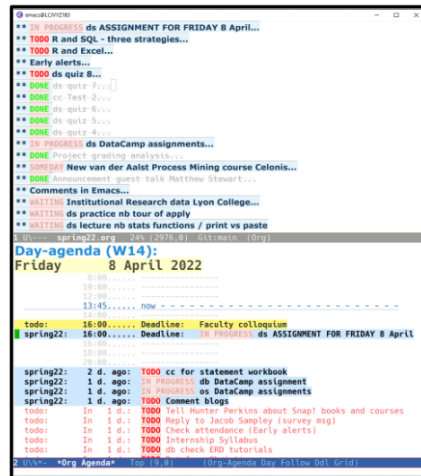 emacs@LCJVYZ1B3
** IN PROGRESS ds ASSIGNMENT FOR FRIDAY 8 April...
** TODO R and SQL - three strategies...
** TODO R and Excel...
** Early alerts...
** TODO ds quiz 8...
** DONE ds quiz 7...
** DONE cc Test 2...
** DONE ds quiz 6...
** DONE ds quiz 5...
** DONE ds quiz 4...
** IN PROGRESS ds DataCamp assignments...
** DONE Project grading analysis...
** SOMEDAY New van der Aalst Process Mining course Celonis...
** DONE Announcement guest talk Matthew Stewart...
** Comments in Emacs...
** WAITING Institutional Research data Lyon College...
** WAITING ds practice nb tour of apply
** WAITING ds lecture nb stats functions / print vs paste
1 U\--- spring22.org 24% (2976,0) Git:main (Org)
Day-agenda (W14):
Friday 8 April 2022
8:00...... ----------------
10:00...... ----------------
12:00...... ----------------
13:45...... now - - - - - - - - - - - - - - - - - - - - - - - - -
14:00...... ----------------
todo: 16:00...... Deadline: Faculty colloquium
spring22: 16:00...... Deadline: IN PROGRESS ds ASSIGNMENT FOR FRIDAY 8 April
16:00...... ----------------
18:00...... ----------------
20:00...... ----------------
spring22: 2 d. ago: TODO cc for statement workbook
spring22: 1 d. ago: IN PROGRESS db DataCamp assignment
spring22: 1 d. ago: IN PROGRESS os DataCamp assignments
spring22: 1 d. ago: TODO Comment blogs
todo: In 1 d.: TODO Tell Hunter Perkins about Snap! books and courses
todo: In 1 d.: TODO Reply to Jacob Sampley (survey msg)
todo: In 1 d.: TODO Check attendance (Early alerts)
todo: In 1 d.: TODO Internship Syllabus
todo: In 1 d.: TODO db check ERD tutorials
2 U\%*- *Org Agenda* Top (9,0) (Org-Agenda Day Follow Ddl Grid)